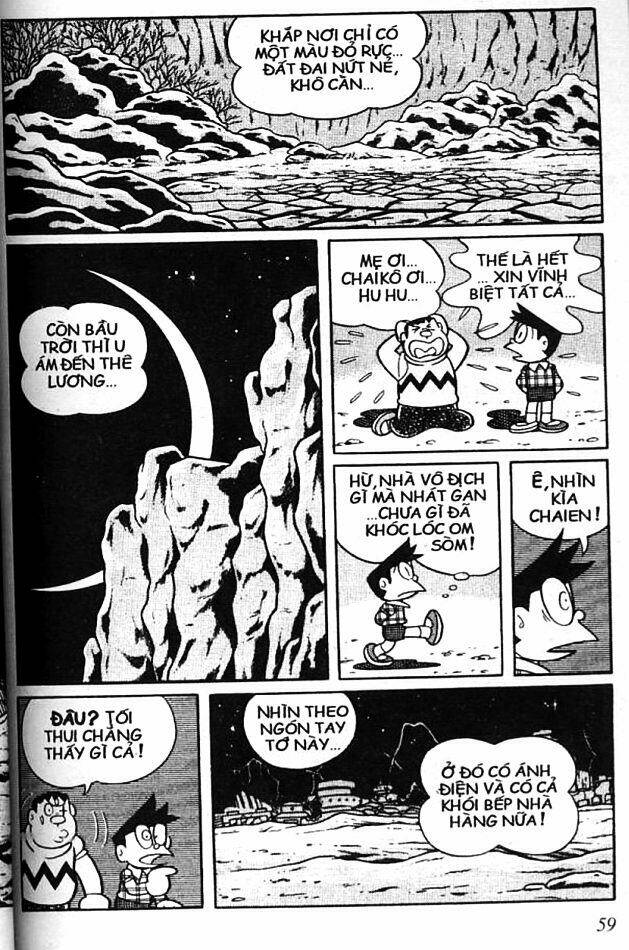 KHẮP NƠI CHỈ CÓ
MỘT MÀU ĐỎ RỰC...
ĐẤT ĐAI NỨT NẺ,
KHÔ CẰN...
CÒN BẦU
TRỜI THÌ U
ÁM ĐẾN THÊ
LƯƠNG...
MẸ ƠI...
CHAIKÔ ƠI...
HU HU...
THẾ LÀ HẾT
... XIN VĨNH
BIỆT TẤT CẢ...
HỪ, NHÀ VÔ ĐỊCH
GÌ MÀ NHẤT GAN
...CHƯA GÌ ĐÃ
KHÓC LÓC OM
SÒM!
Ê, NHÌN
KÌA
CHAIEN!
ĐÂU? TỐI
THUI CHẲNG
THẤY GÌ CẢ!
NHÌN THEO
NGÓN TAY
TỚ NÀY...
Ở ĐÓ CÓ ÁNH
ĐIỆN VÀ CÓ CẢ
KHÓI BẾP NHÀ
HÀNG NỮA!
59